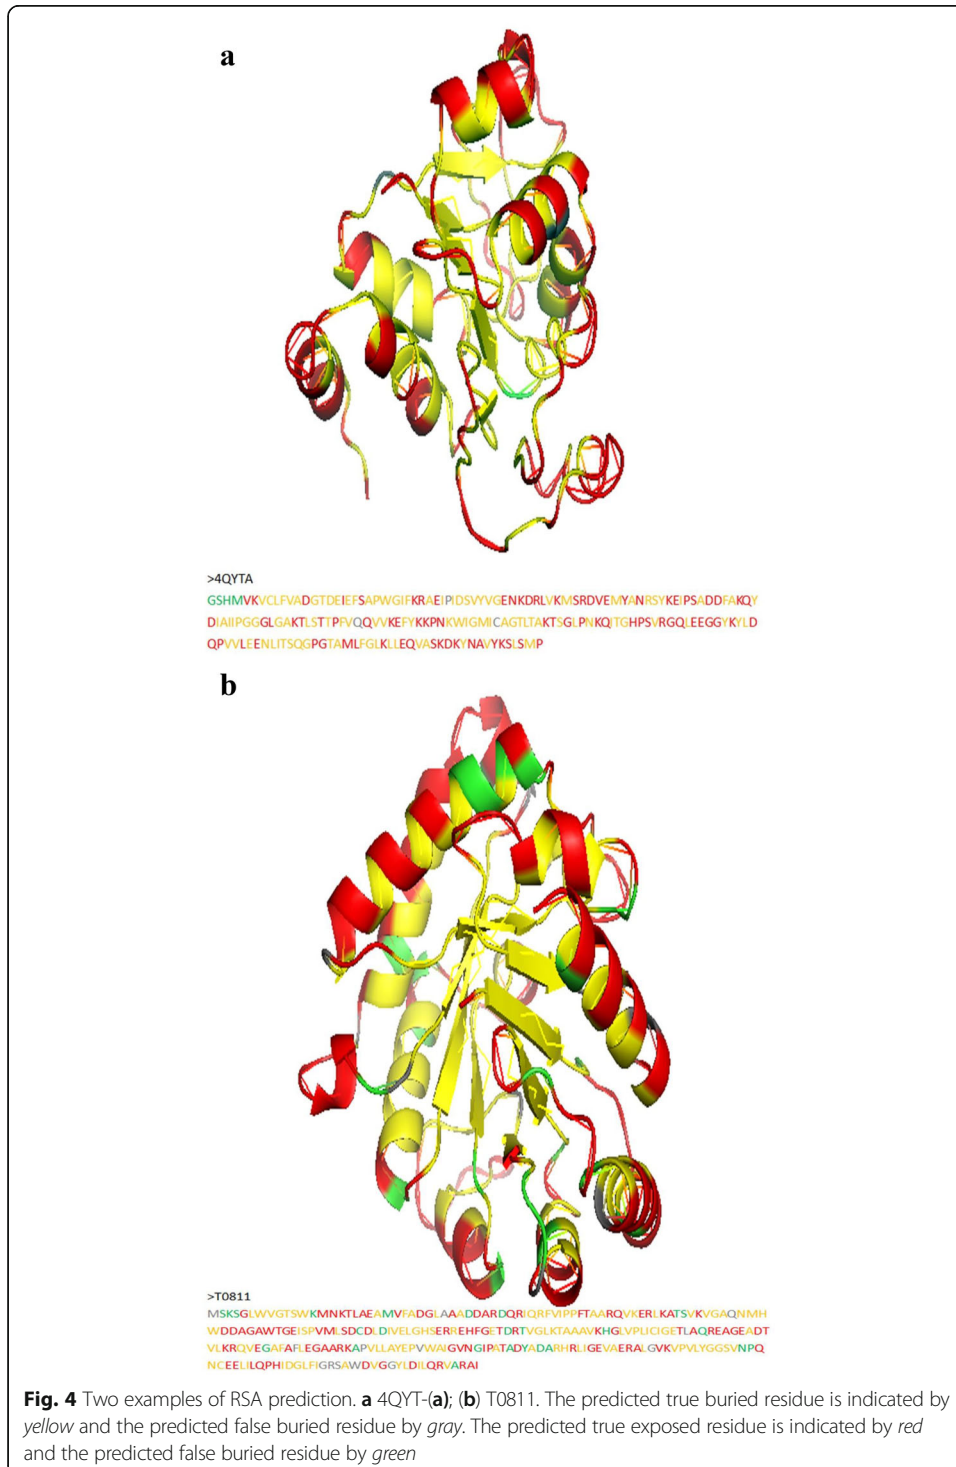 a
>4QYTA
GSHMVKVCLFVADGTDEIEFSAPWGIFKRAEIPIDSVYVGENKDRLVKMSRDVEMYANRSYKEIPSADDFAKQY
DIAIIPGGGLGAKTLSTTPFVQQVVKEFYKKPNKWIGMICAGTLTAKTSGLPNKQITGHPSVRGQLEEGGYKYLD
QPVVLEENLITSQGPGTAMLFGLKLLEQVASKDKYNAVYKSLSMP
b
>T0811
MSKSGLWVGTSWKMNKTLAEAMVFADGLAAADDARDQRIQRFVIPPFTAARQVKERLKATSVKVGAQNMH
WDDAGAWTGEISPVMLSDCDLDIVELGHSERREHFGETDRTVGLKTAAAVKHGLVPLICIGETLAQREAGEADT
VLKRQVEGAFAFLEGAARKAPVLLAYEPVWAIGVNGIPATADYADARHRLIGEVAERALGVKVPVLYGGSVNPQ
NCEELILQPHIDGLFIGRSAWDVGGYLDILQRVARAI
Fig. 4 Two examples of RSA prediction. a 4QYT-(a); (b) T0811. The predicted true buried residue is indicated by
yellow and the predicted false buried residue by gray. The predicted true exposed residue is indicated by red
and the predicted false buried residue by green